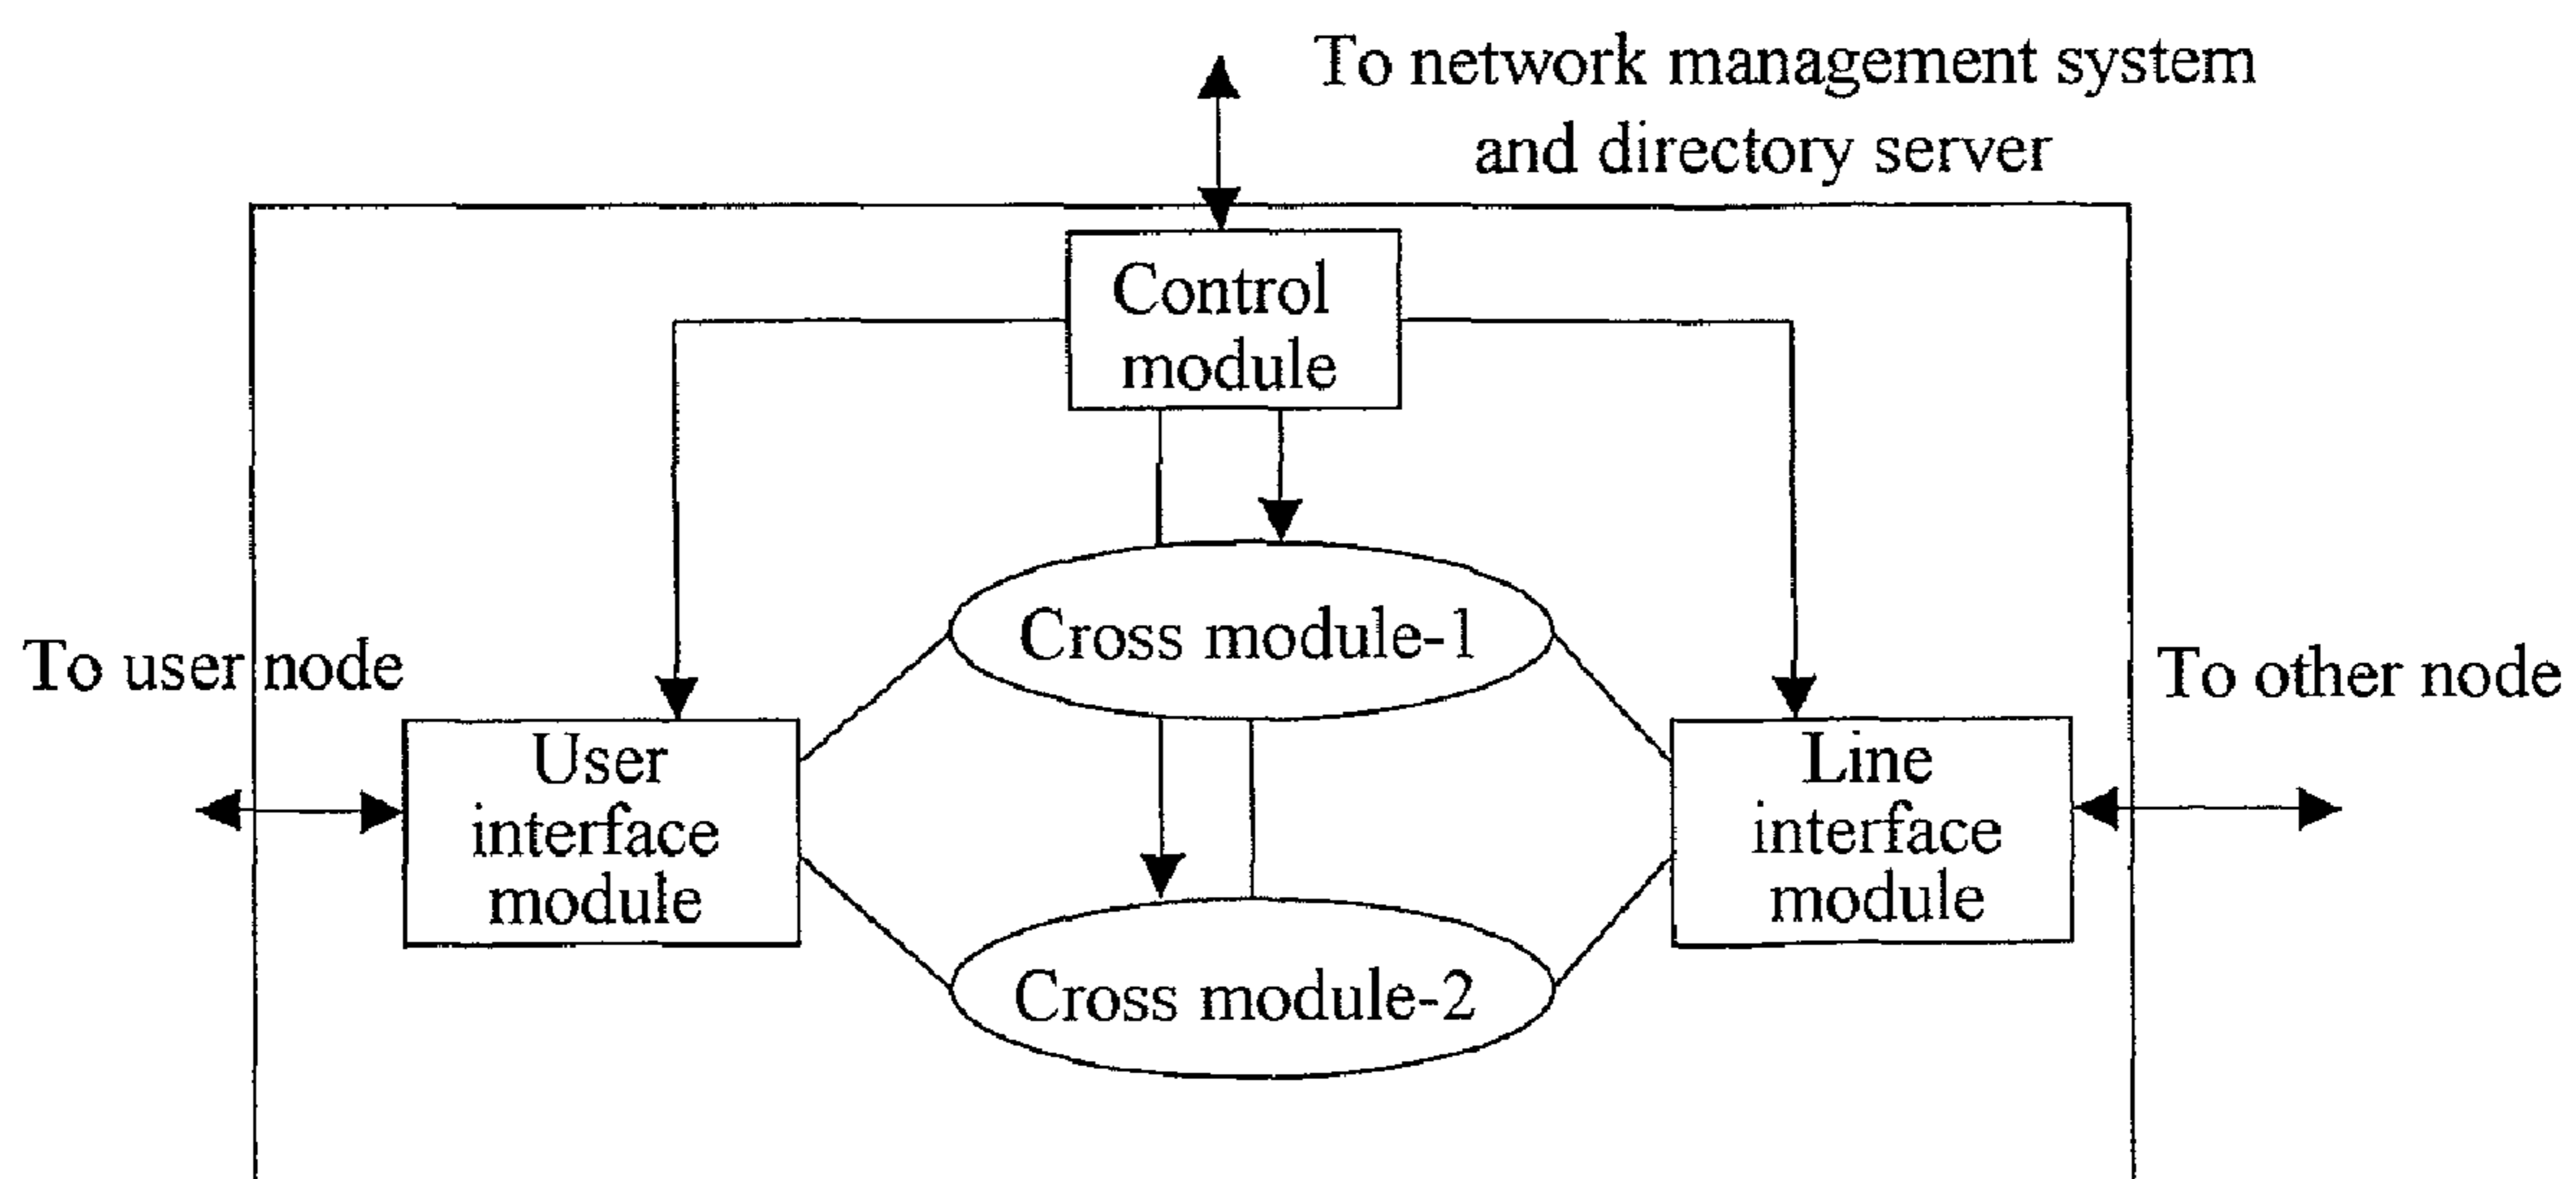 To network management system
and directory server
Control
module
Cross module-1
To user node
To other node
User
interface
module
Line
interface
module
Cross module-2